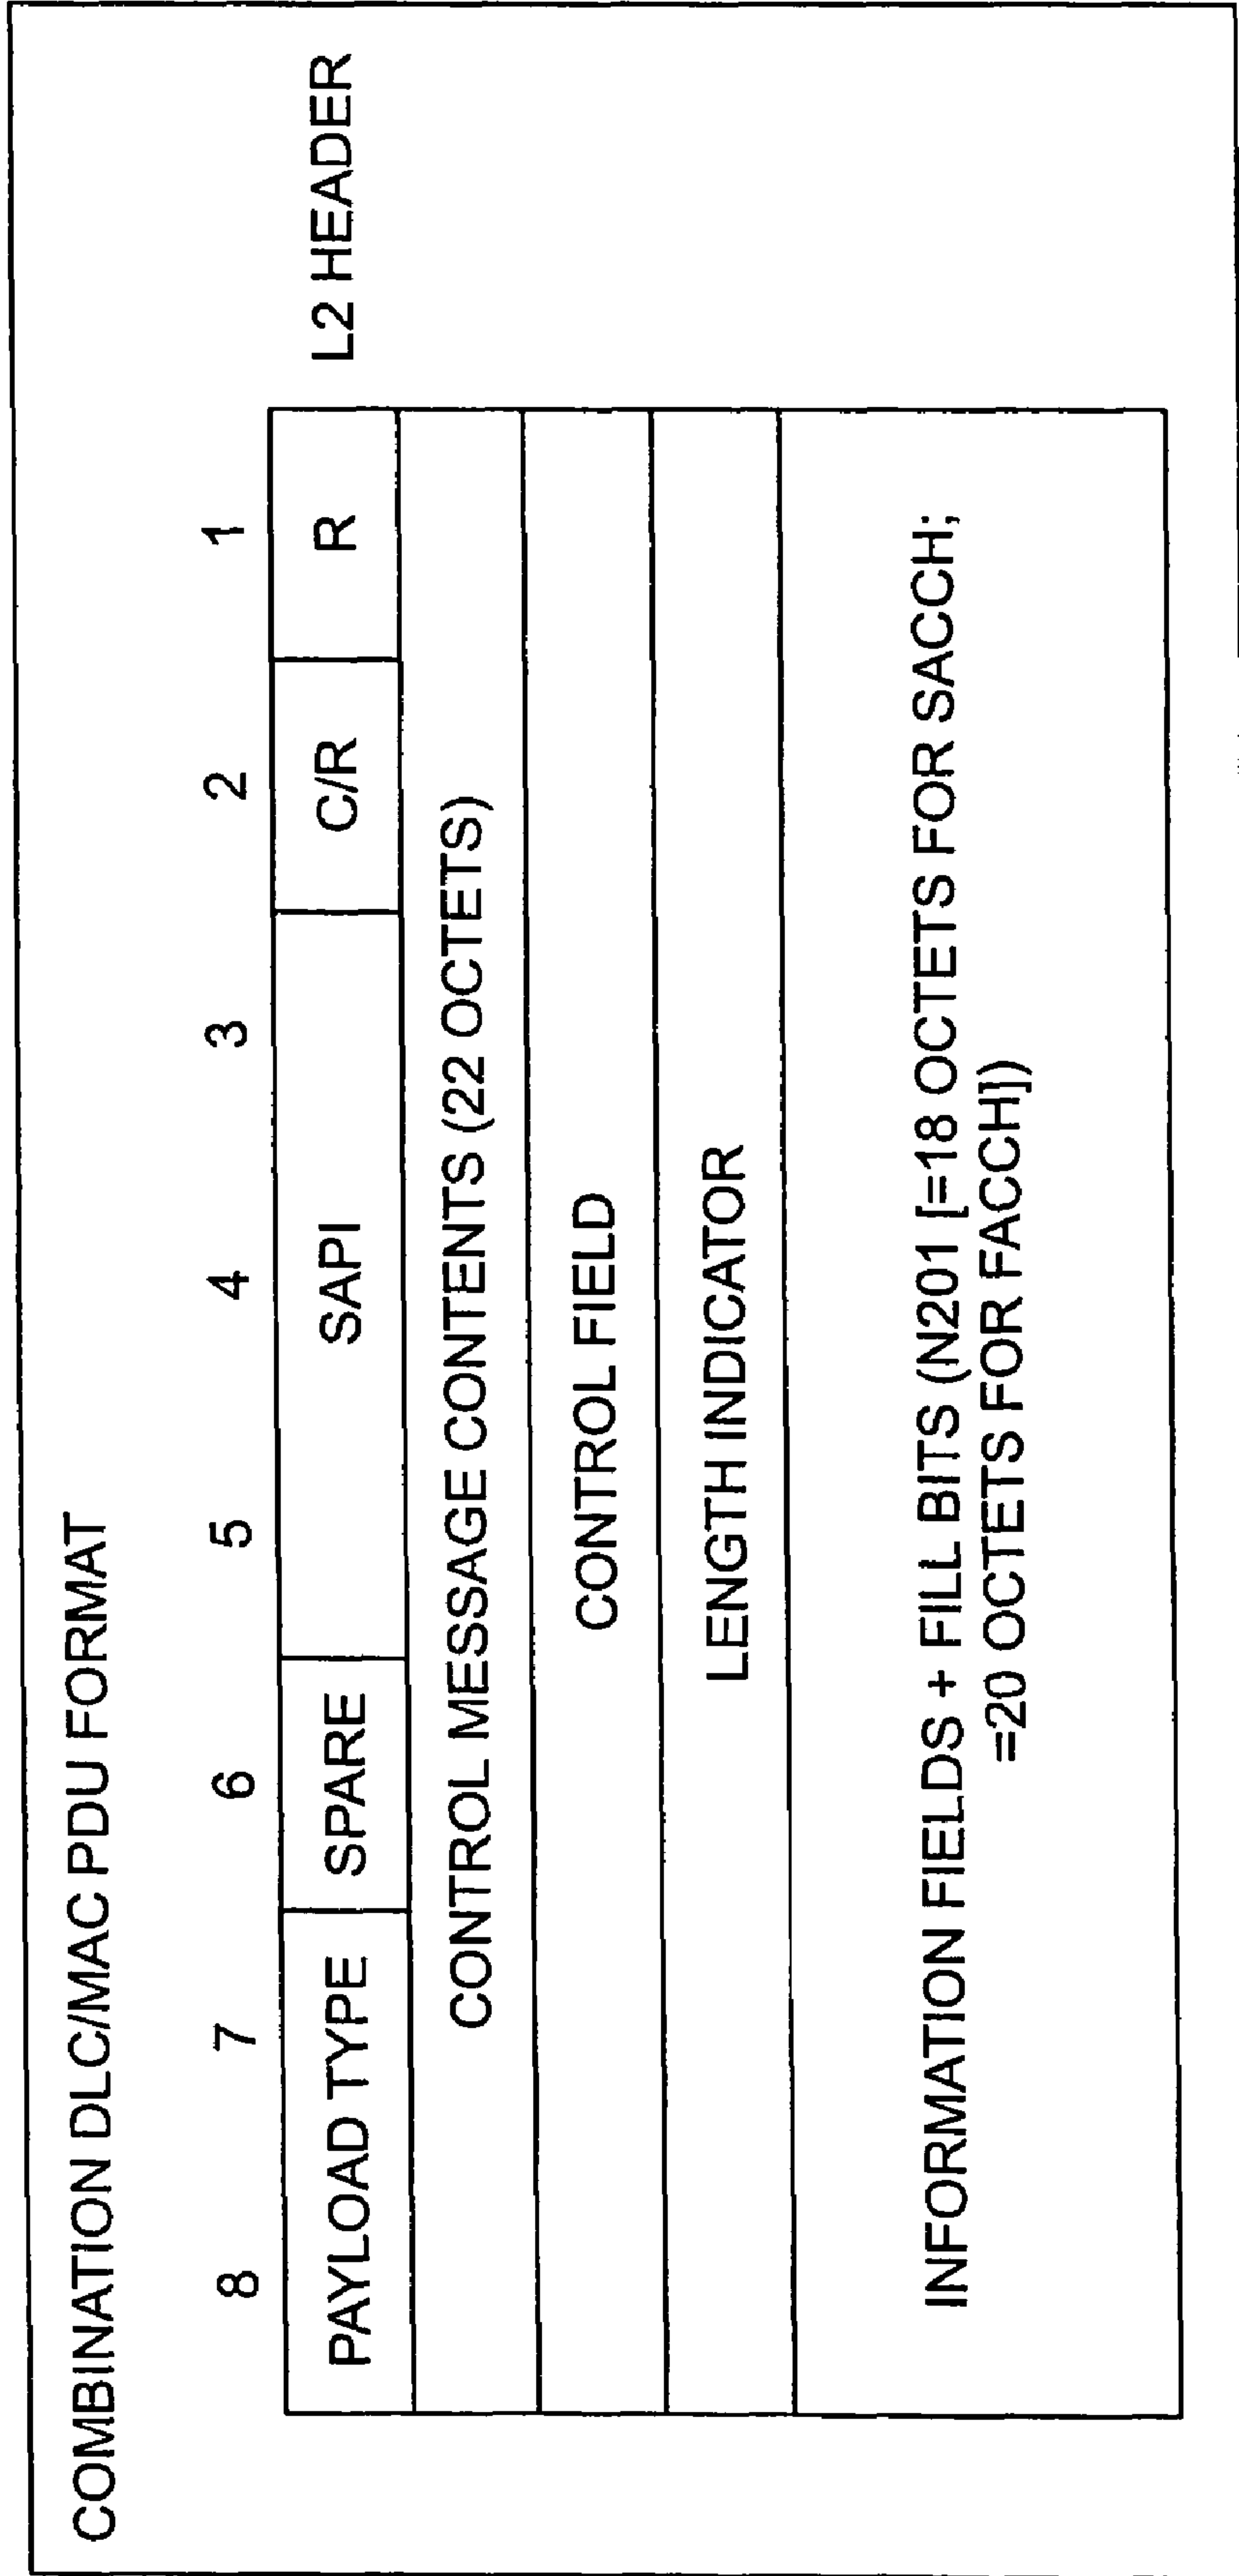 COMBINATION DLC/MAC PDU FORMAT
8 7 6 5 4 3 2 1
PAYLOAD TYPE SPARE SAPI C/R R L2 HEADER
CONTROL MESSAGE CONTENTS (22 OCTETS)
CONTROL FIELD
LENGTH INDICATOR
INFORMATION FIELDS + FILL BITS (N201 [=18 OCTETS FOR SACCH;
=20 OCTETS FOR FACCH])